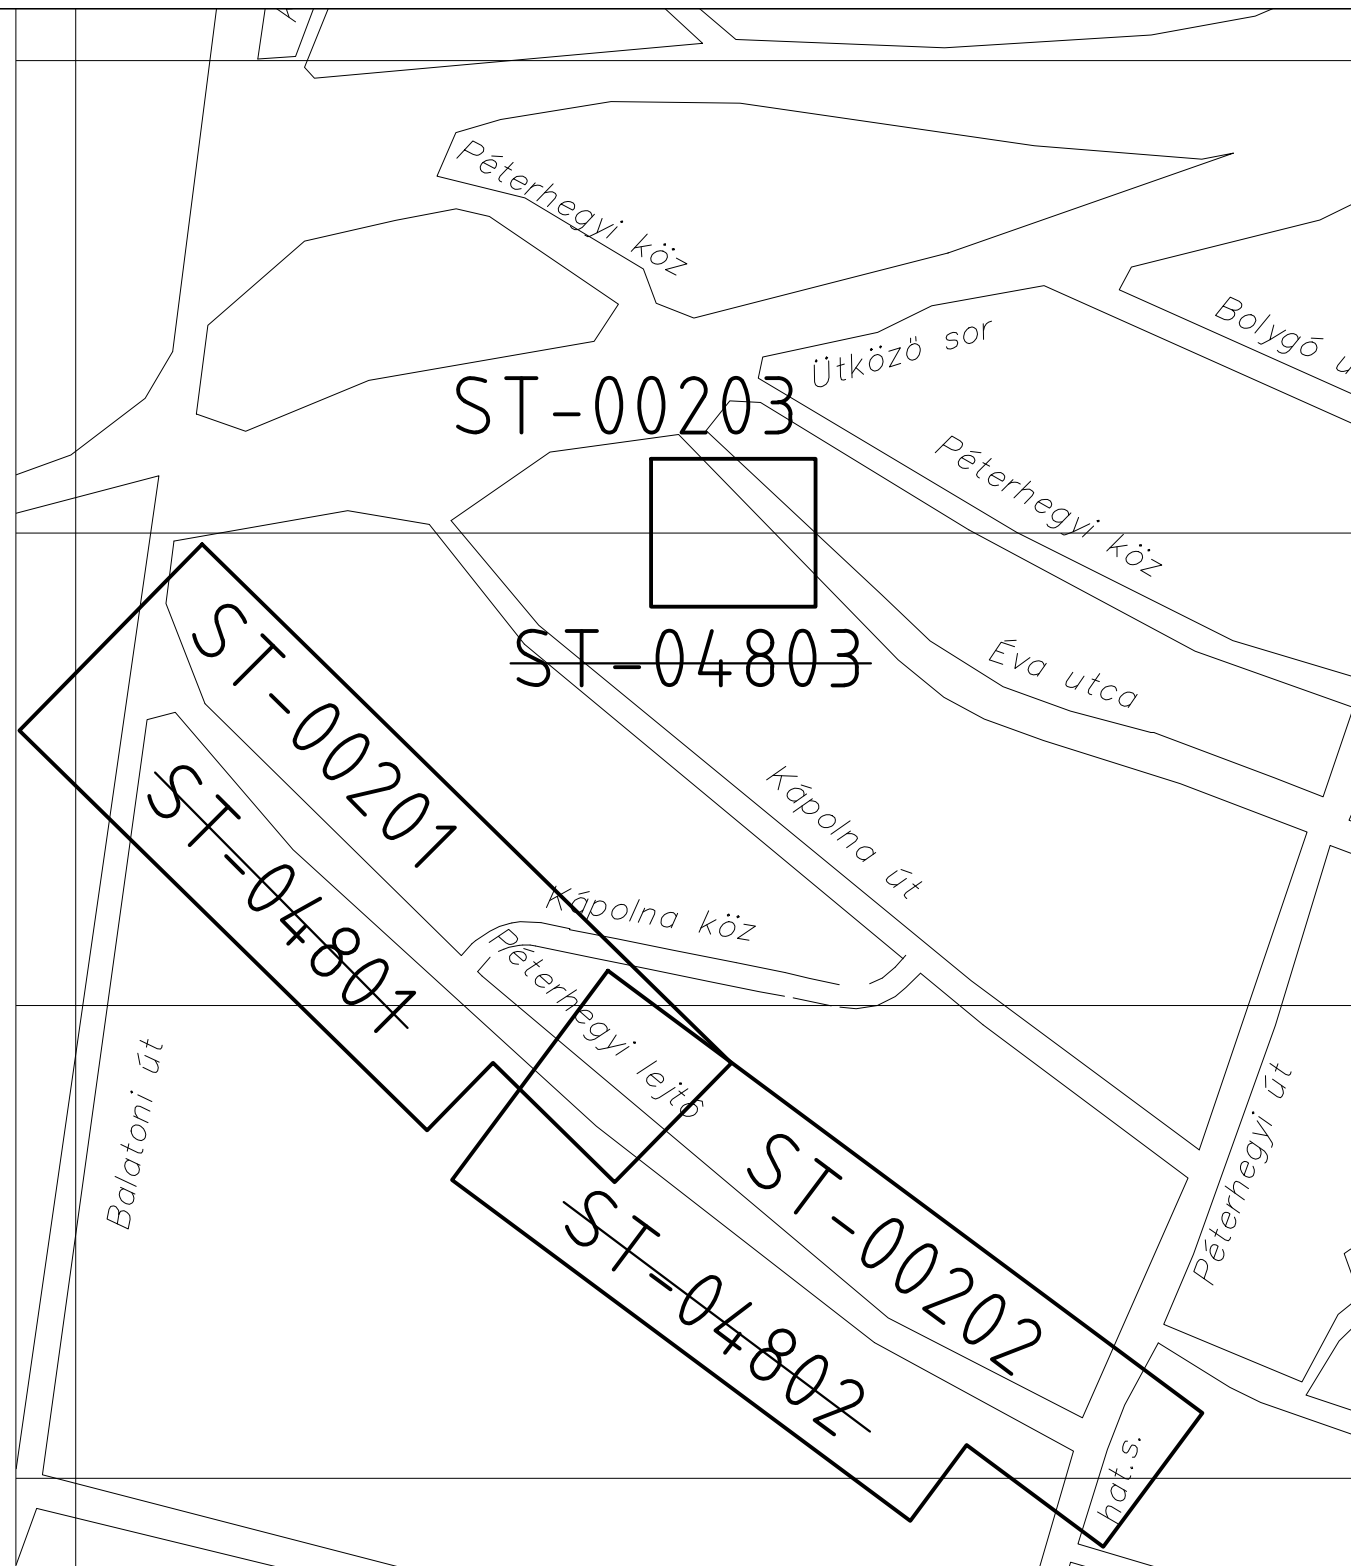 Péterhegyi köz
Bolygó u
Ütköző sor
ST-00203
Péterhegyi köz
ST-04803
Éva utca
ST-00201
ST-04801
Kápolna út
Kápolna köz
Péterhegyi lejtő
Balatoni út
Péterhegyi út
ST-00202
ST-04802
hat.s.